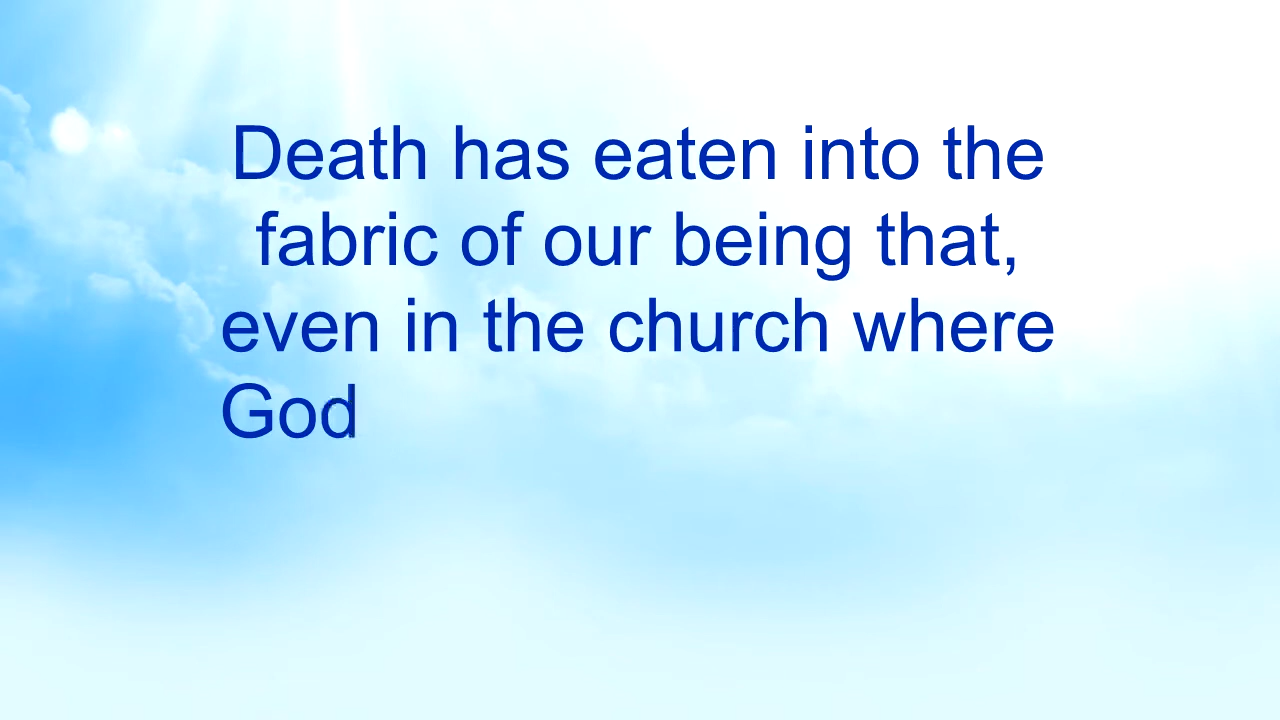 Death has eaten into the
fabric of our being that,
even in the church where
God